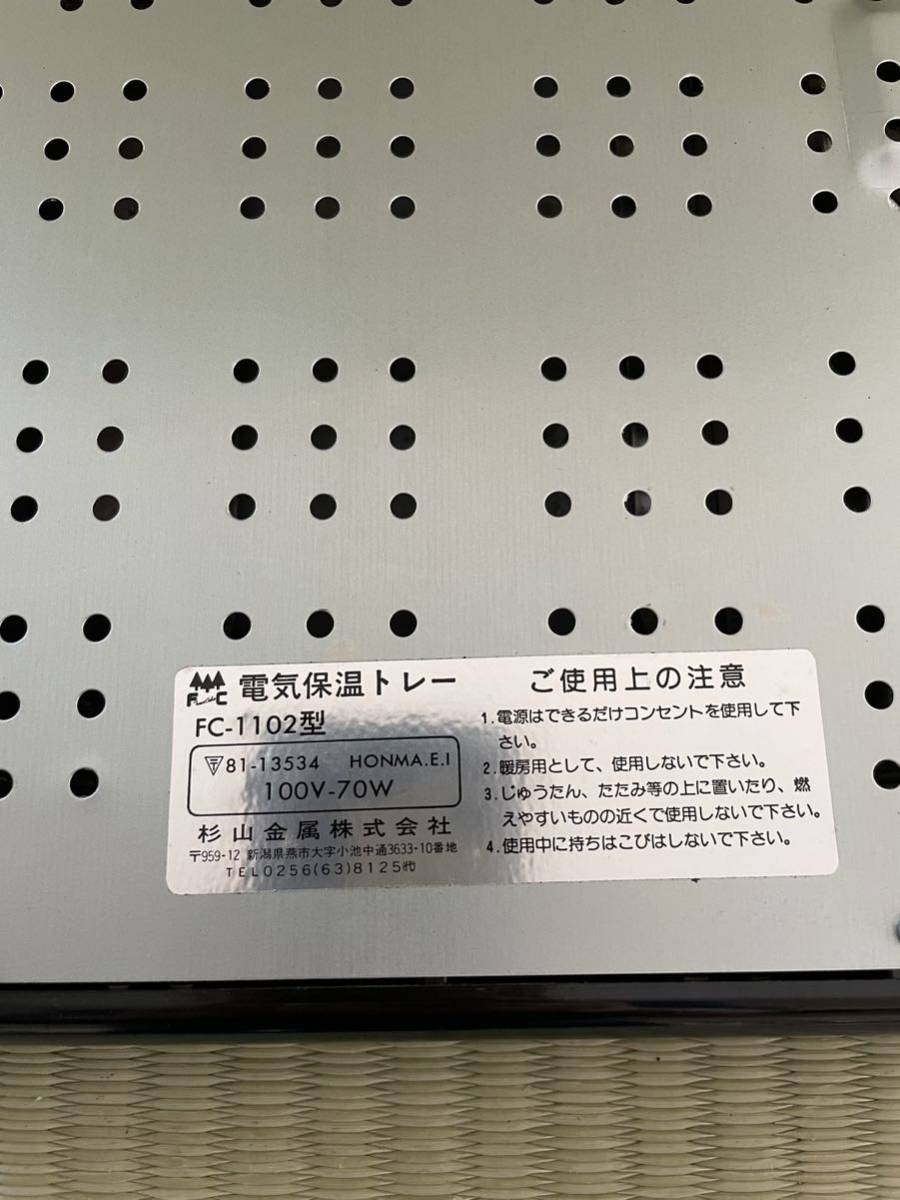 F C
電気保温トレー
FC-1102型
〒81-13534 HONMA.E.I
100V-70W
杉山金属株式会社
〒959-12 新潟県燕市大字小池中通3633-10番地
TEL0256(63)8125㈹
ご使用上の注意
1.電源はできるだけコンセントを使用して下
さい。
2.暖房用として、使用しないで下さい。
3.じゅうたん、たたみ等の上に置いたり、燃
えやすいものの近くで使用しないで下さい。
4.使用中に持ちはこびはしないで下さい。